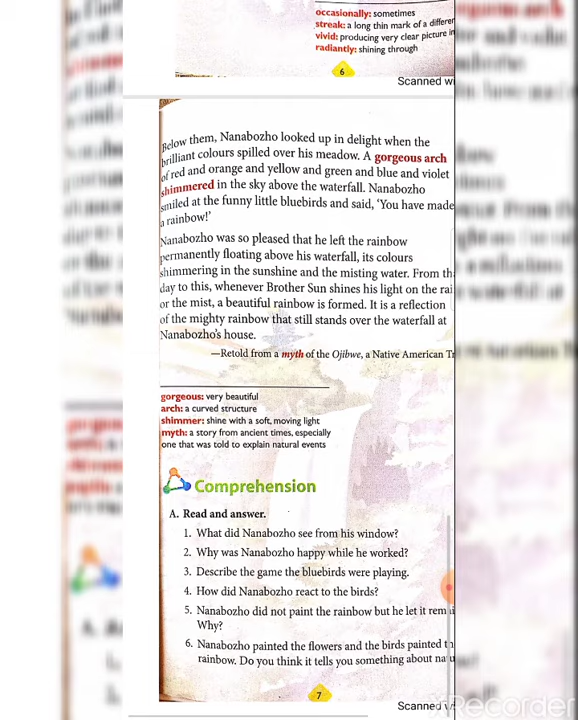 occasionally: sometimes
streak: a long thin mark of a differen
vivid: producing very clear picture in
radiantly: shining through
6
Scanned wi
Below them, Nanabozho looked up in delight when the
brilliant colours spilled over his meadow. A gorgeous arch
of red and orange and yellow and green and blue and violet
shimmered in the sky above the waterfall. Nanabozho
smiled at the funny little bluebirds and said, 'You have made
a rainbow!'
Nanabozho was so pleased that he left the rainbow
permanently floating above his waterfall, its colours
shimmering in the sunshine and the misting water. From th
day to this, whenever Brother Sun shines his light on the rai
or the mist, a beautiful rainbow is formed. It is a reflection
of the mighty rainbow that still stands over the waterfall at
Nanabozho's house.
—Retold from a myth of the Ojibwe, a Native American Tr
gorgeous: very beautiful
arch: a curved structure
shimmer: shine with a soft, moving light
myth: a story from ancient times, especially
one that was told to explain natural events
Comprehension
A. Read and answer.
1. What did Nanabozho see from his window?
2. Why was Nanabozho happy while he worked?
3. Describe the game the bluebirds were playing.
4. How did Nanabozho react to the birds?
5. Nanabozho did not paint the rainbow but he let it remai
Why?
6. Nanabozho painted the flowers and the birds painted th
rainbow. Do you think it tells you something about natu
7
Scanned wi
XRecorder